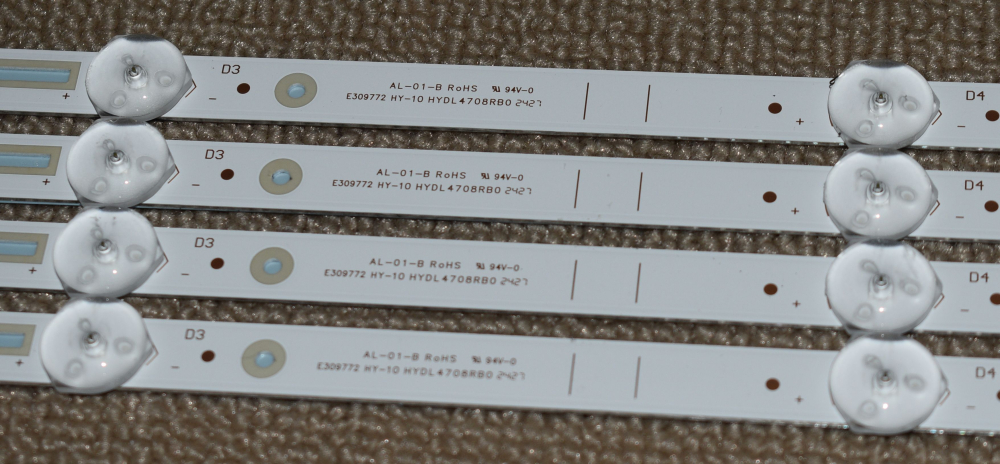 D3
AL-01-B RoHS 94V-0
E309772 HY-10 HYDL4708RB0 2427
- +
D4
-
D3
AL-01-B RoHS 94V-0
E309772 HY-10 HYDL4708RB0 2427
+ - +
D4
-
D3
AL-01-B RoHS 94V-0
E309772 HY-10 HYDL4708RB0 2427
+ - +
D4
-
D3
AL-01-B RoHS 94V-0
E309772 HY-10 HYDL4708RB0 2427
+ - +
D4
-